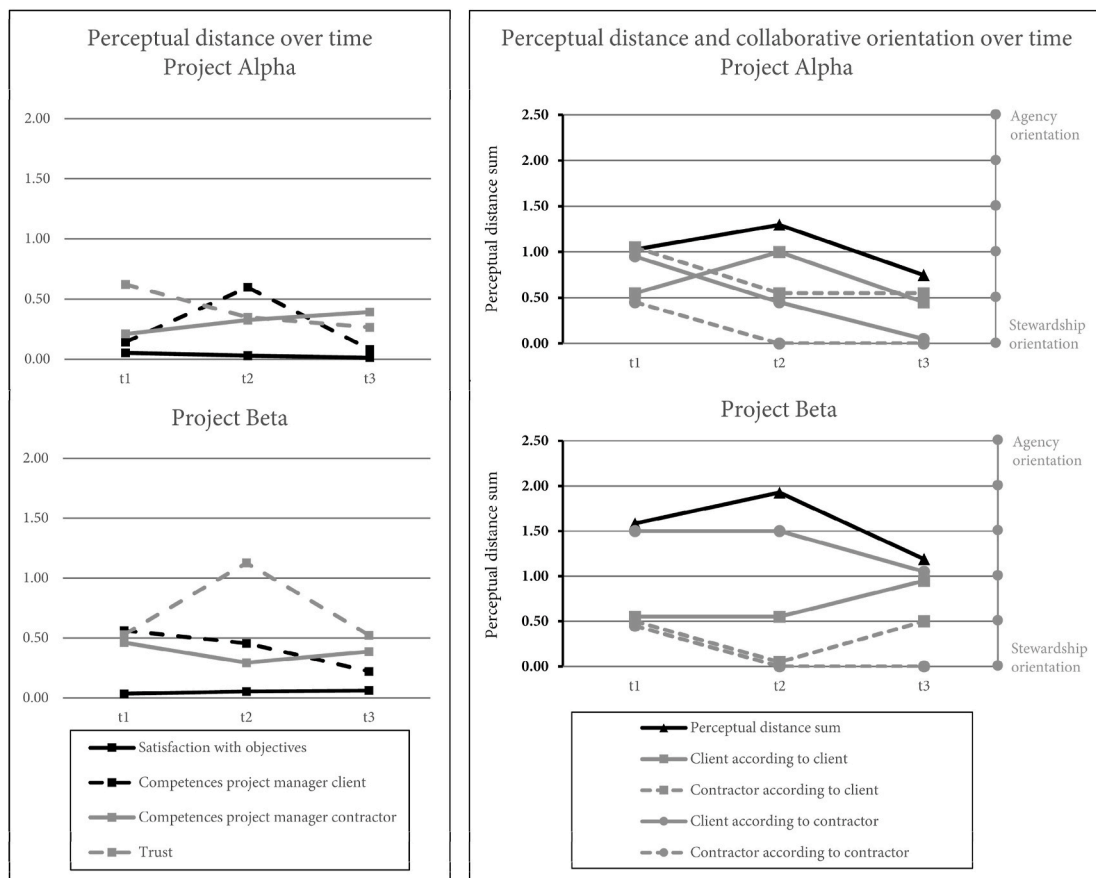 Perceptual distance over time
Project Alpha
2.00
1.50
1.00
0.50
0.00
t1
t2
t3
Project Beta
2.00
1.50
1.00
0.50
0.00
t1
t2
t3
Satisfaction with objectives
Competences project manager client
Competences project manager contractor
Trust
Perceptual distance and collaborative orientation over time
Project Alpha
Perceptual distance sum
2.50
2.00
1.50
1.00
0.50
0.00
t1
t2
t3
Agency
orientation
Stewardship
orientation
Project Beta
Perceptual distance sum
2.50
2.00
1.50
1.00
0.50
0.00
t1
t2
t3
Agency
orientation
Stewardship
orientation
Perceptual distance sum
Client according to client
Contractor according to client
Client according to contractor
Contractor according to contractor